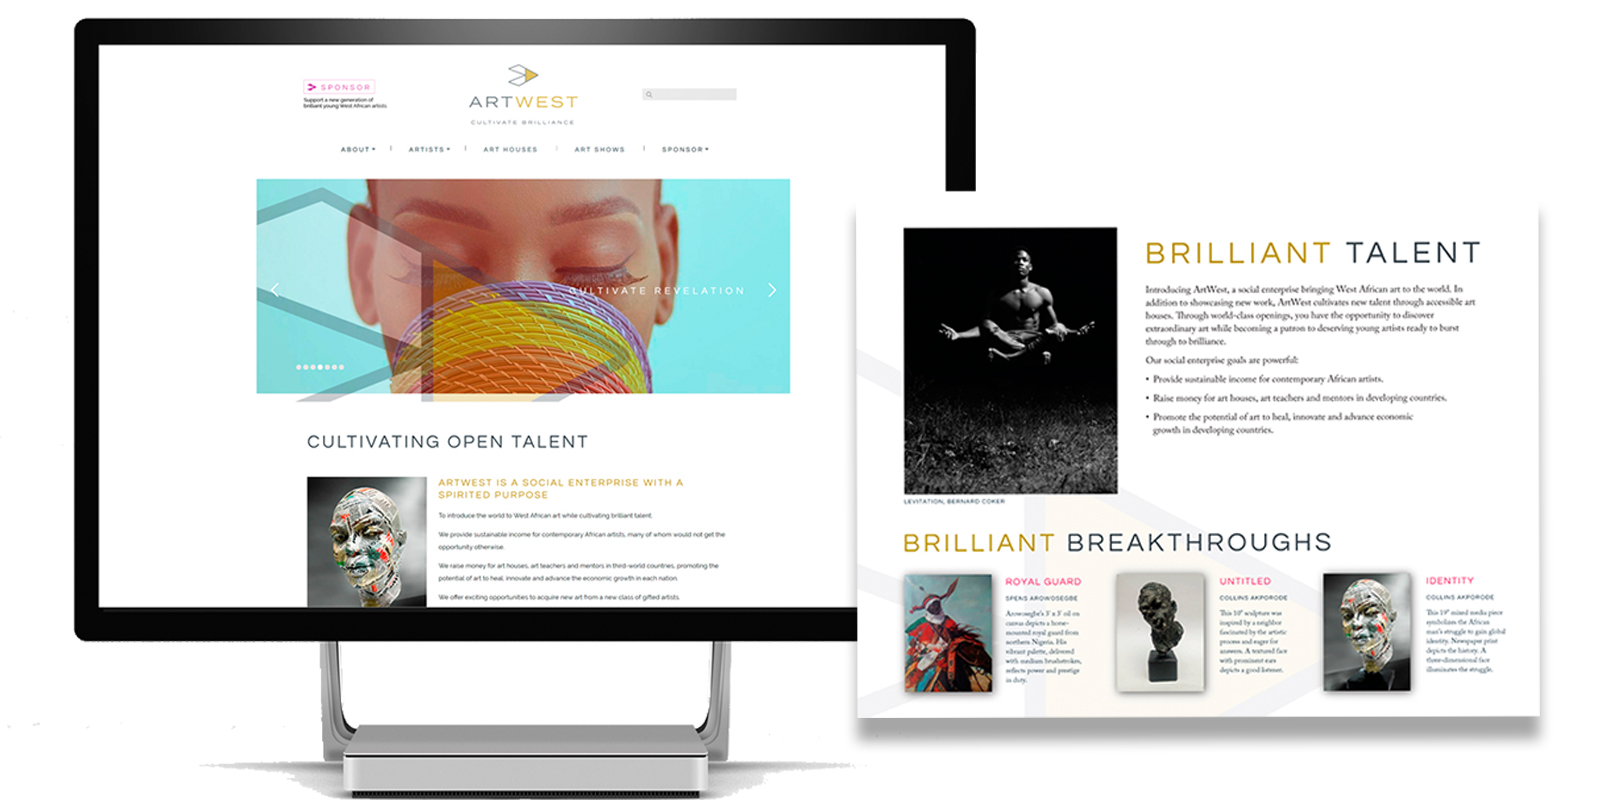 SPONSOR
Support a new generation of
brilliant young West African artists
ARTWEST
CULTIVATE BRILLIANCE
ABOUT
ARTISTS
ART HOUSES
ART SHOWS
SPONSOR
CULTIVATE REVELATION
CULTIVATING OPEN TALENT
ARTWEST IS A SOCIAL ENTERPRISE WITH A
SPIRITED PURPOSE
To introduce the world to West African art while cultivating brilliant talent.
We provide sustainable income for contemporary African artists, many of whom would not get the
opportunity otherwise.
We raise money for art houses, art teachers and mentors in third-world countries, promoting the
potential of art to heal, innovate and advance the economic growth in each nation.
We offer exciting opportunities to acquire new art from a new class of gifted artists.
BRILLIANT TALENT
Introducing ArtWest, a social enterprise bringing West African art to the world. In
addition to showcasing new work, ArtWest cultivates new talent through accessible art
houses. Through world-class openings, you have the opportunity to discover
extraordinary art while becoming a patron to deserving young artists ready to burst
through to brilliance.
Our social enterprise goals are powerful:
• Provide sustainable income for contemporary African artists.
• Raise money for art houses, art teachers and mentors in developing countries.
• Promote the potential of art to heal, innovate and advance economic
growth in developing countries.
LEVITATION, BERNARD COKER
BRILLIANT BREAKTHROUGHS
ROYAL GUARD
SPENS AROWOSEGBE
Arowosegbe's 3' x 3' oil on
canvas depicts a horse-
mounted royal guard from
northern Nigeria. His
vibrant palette, delivered
with medium brushstrokes,
reflects power and prestige
in duty.
UNTITLED
COLLINS AKPORODE
This 10" sculpture was
inspired by a neighbor
fascinated by the artistic
process and eager for
answers. A textured face
with prominent ears
depicts a good listener.
IDENTITY
COLLINS AKPORODE
This 19" mixed media piece
symbolizes the African
man's struggle to gain global
identity. Newspaper print
depicts the history. A
three-dimensional face
illuminates the struggle.